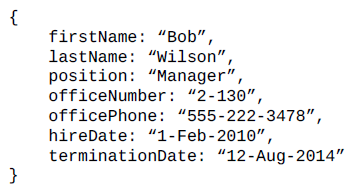 {
    firstName: “Bob”,
    lastName: “Wilson”,
    position: “Manager”,
    officeNumber: “2-130”,
    officePhone: “555-222-3478”,
    hireDate: “1-Feb-2010”,
    terminationDate: “12-Aug-2014”
}